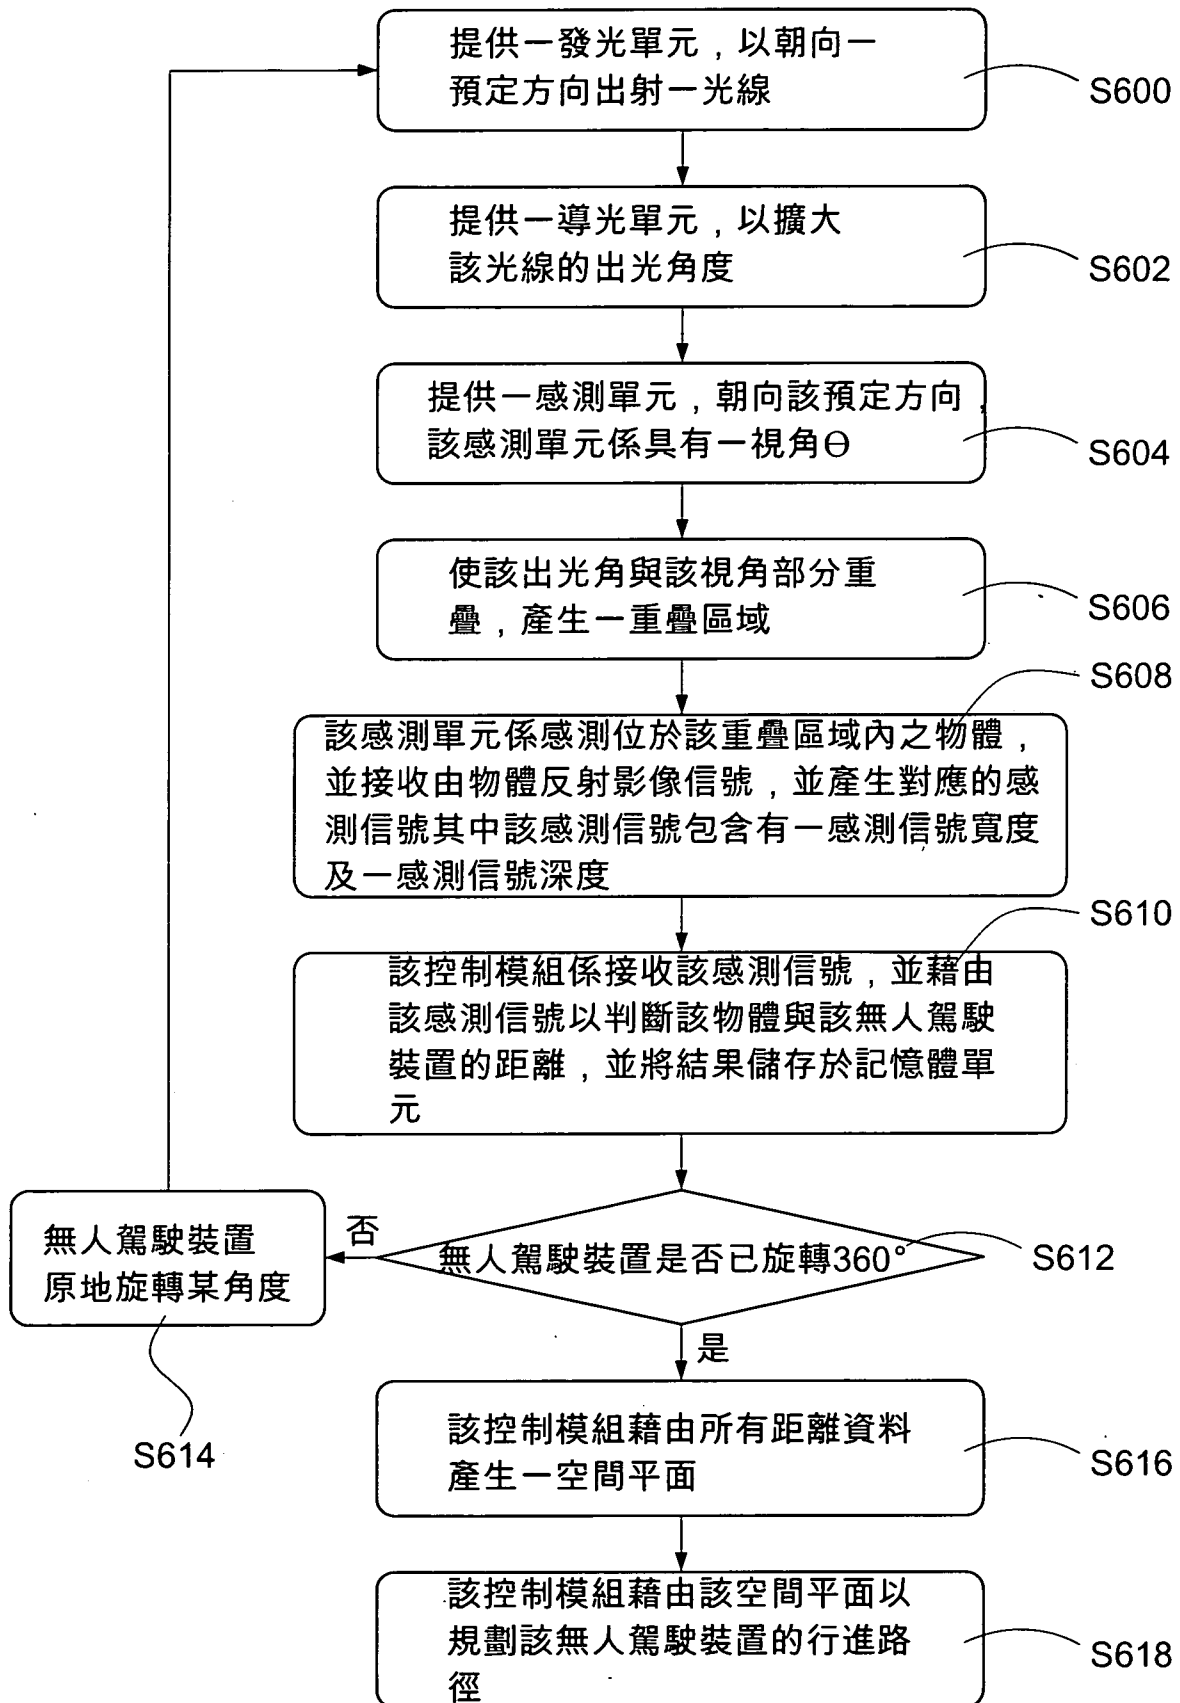 提供一發光單元，以朝向一
預定方向出射一光線
S600
提供一導光單元，以擴大
該光線的出光角度
S602
提供一感測單元，朝向該預定方向，
該感測單元係具有一視角Θ
S604
使該出光角與該視角部分重
疊，產生一重疊區域
S606
S608
該感測單元係感測位於該重疊區域內之物體，
並接收由物體反射影像信號，並產生對應的感
測信號其中該感測信號包含有一感測信號寬度
及一感測信號深度
S610
該控制模組係接收該感測信號，並藉由
該感測信號以判斷該物體與該無人駕駛
裝置的距離，並將結果儲存於記憶體單
元
無人駕駛裝置是否已旋轉360°
S612
否
無人駕駛裝置
原地旋轉某角度
S614
是
該控制模組藉由所有距離資料
產生一空間平面
S616
該控制模組藉由該空間平面以
規劃該無人駕駛裝置的行進路
徑
S618